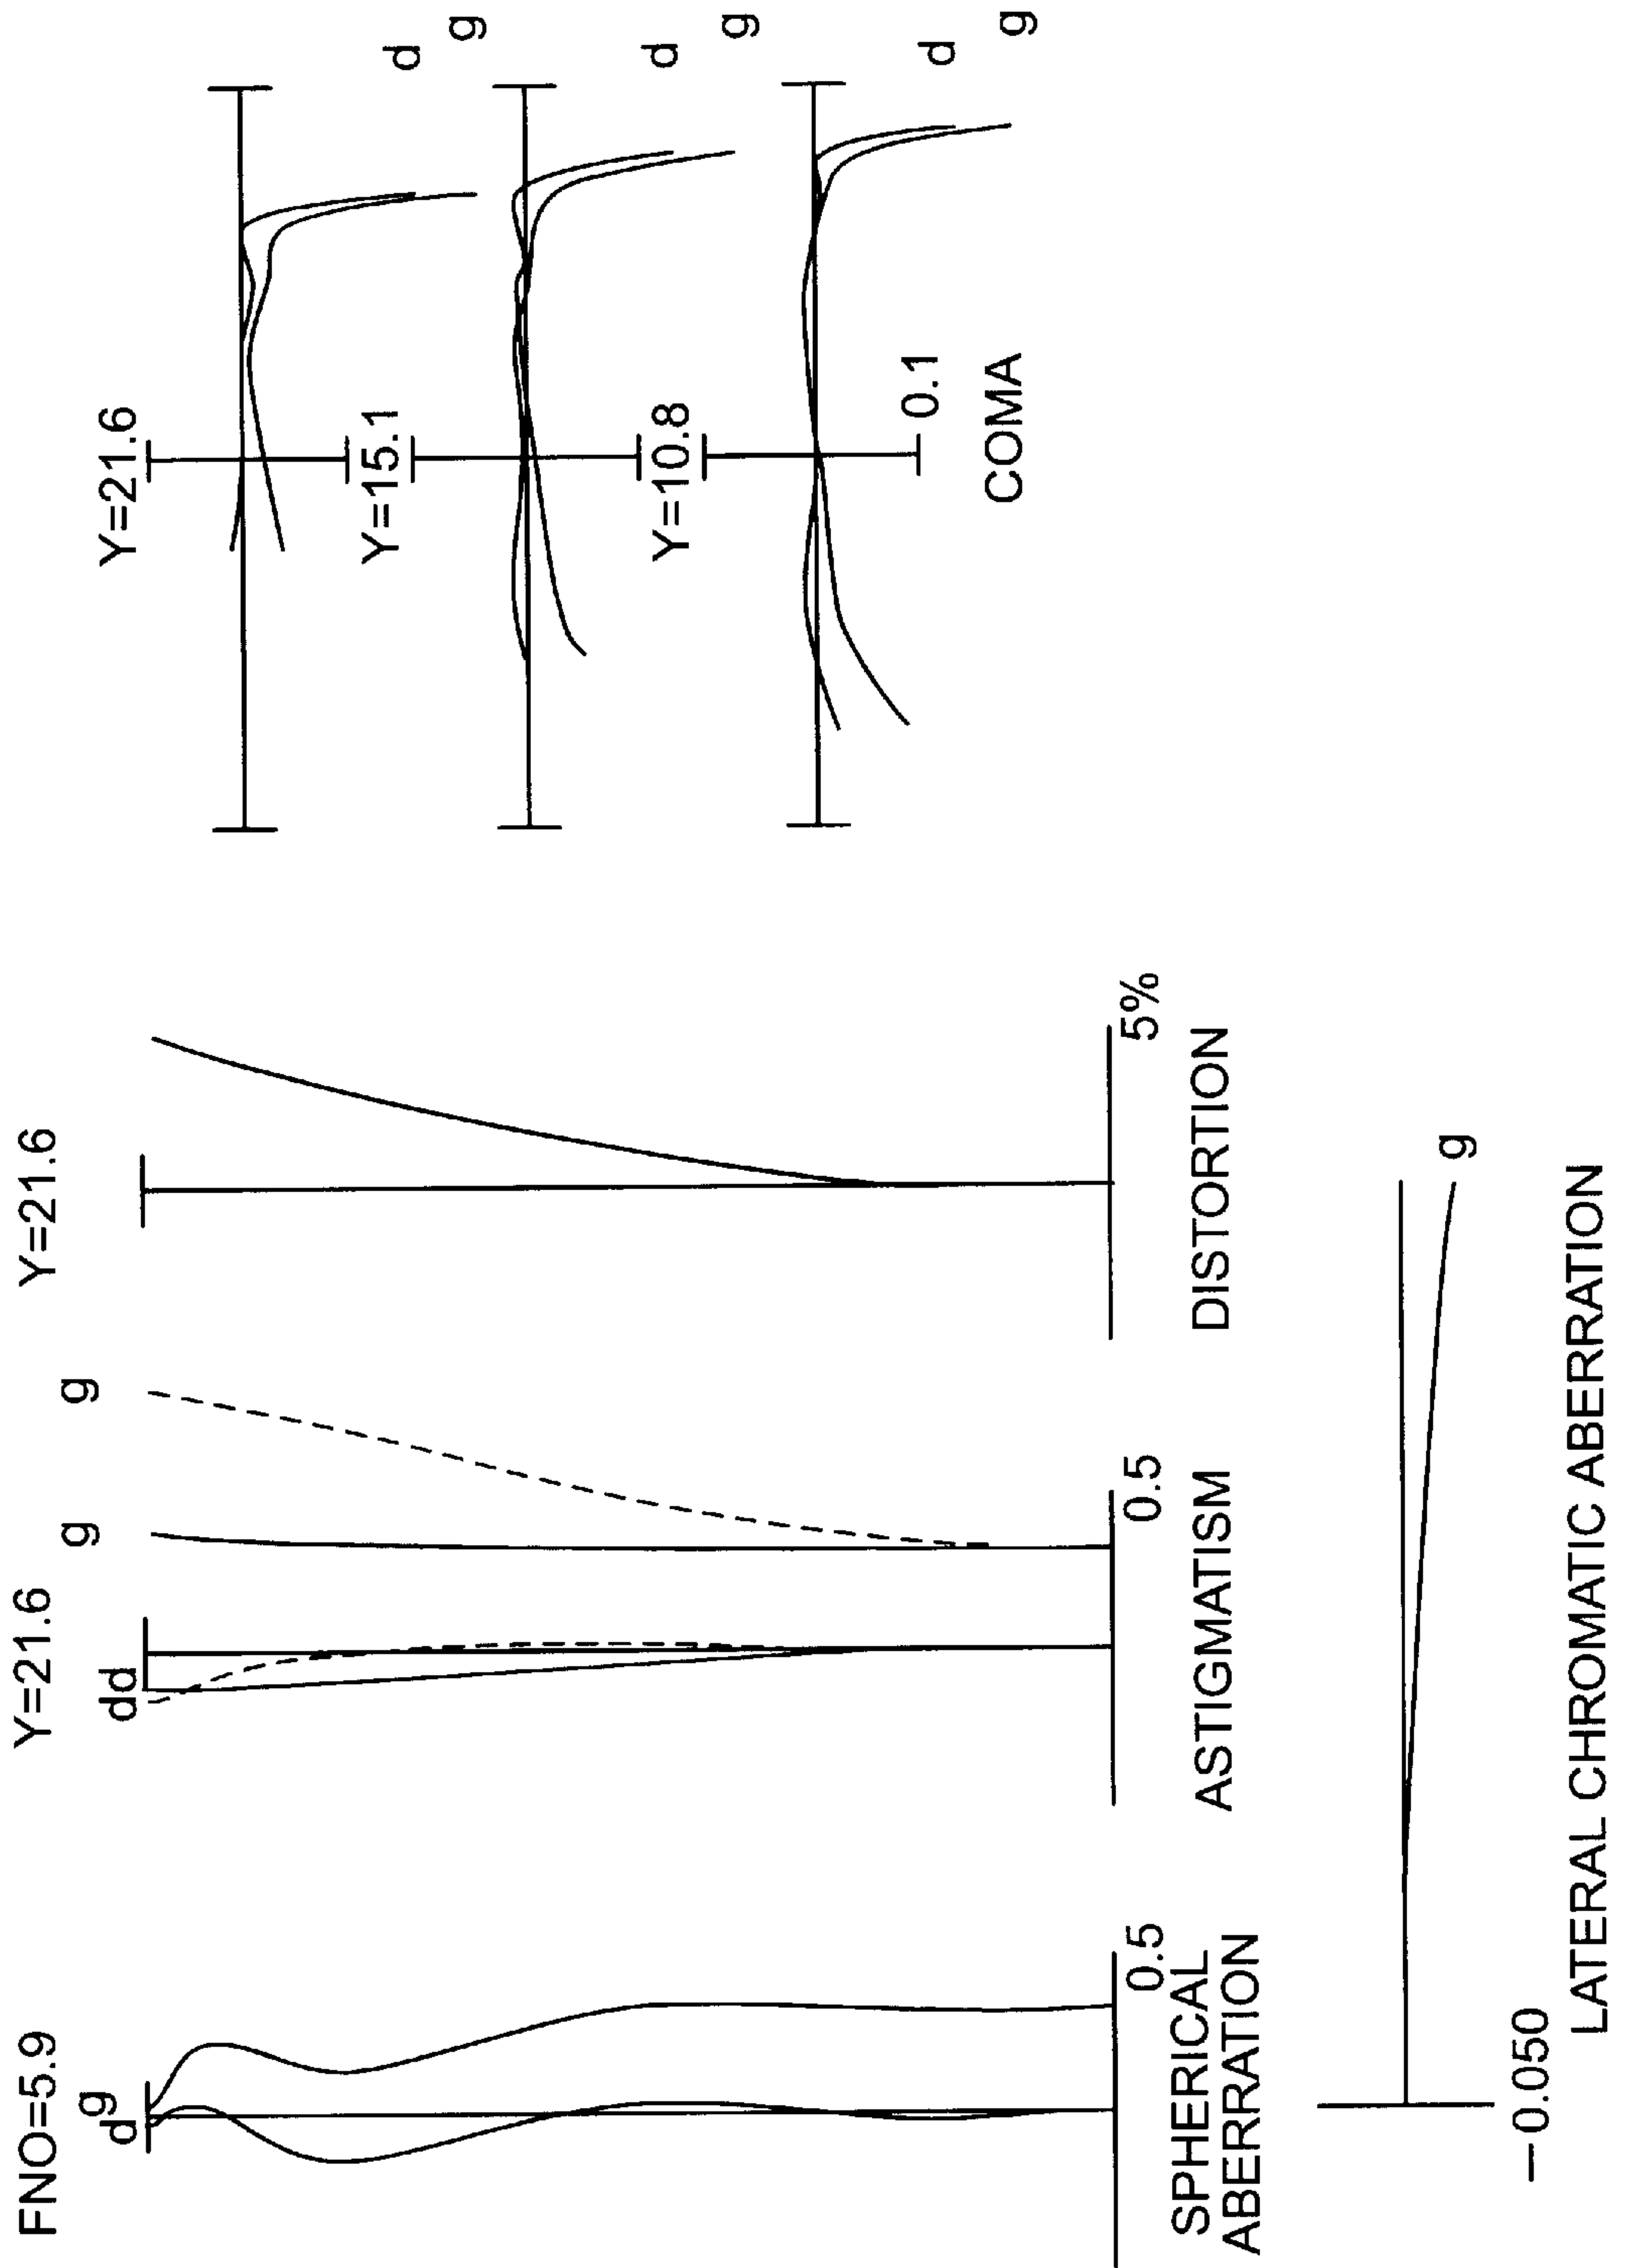 FNO=5.9
d
g
0.5
SPHERICAL
ABERRATION
Y=21.6
dd
g
g
0.5
ASTIGMATISM
Y=21.6
5%
DISTORTION
Y=21.6
d
g
Y=15.1
d
g
Y=10.8
d
g
0.1
COMA
g
−0.050
LATERAL CHROMATIC ABERRATION